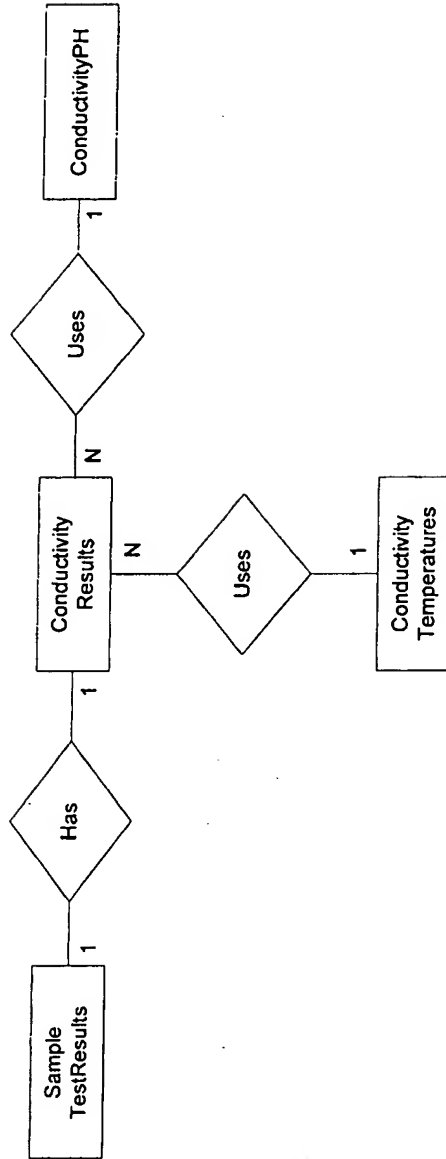 Sample
TestResults
1
Has
1
Conductivity
Results
N
Uses
1
ConductivityPH
N
Uses
1
Conductivity
Temperatures